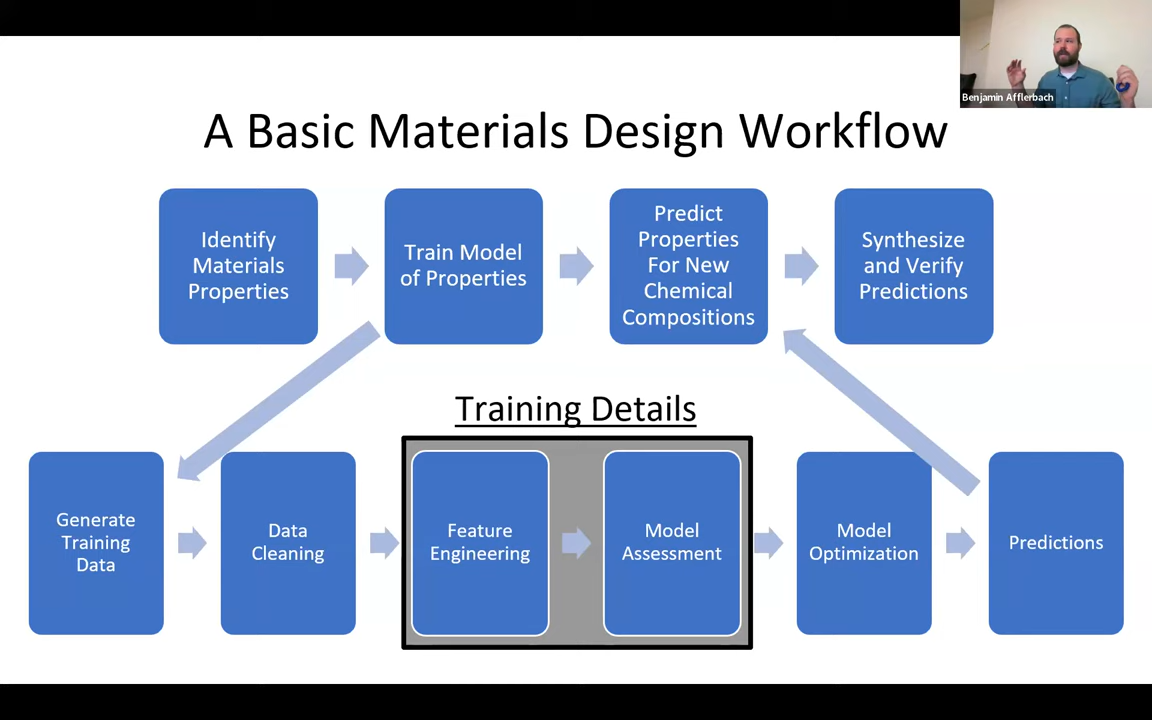 Benjamin Afflerbach
A Basic Materials Design Workflow
Identify
Materials
Properties
Train Model
of Properties
Predict
Properties
For New
Chemical
Compositions
Synthesize
and Verify
Predictions
Training Details
Generate
Training
Data
Data
Cleaning
Feature
Engineering
Model
Assessment
Model
Optimization
Predictions